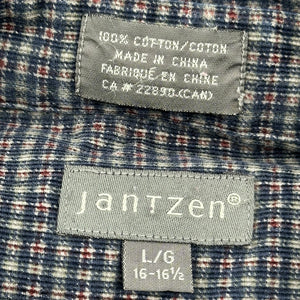 100% COTTON/COTON
MADE IN CHINA
FABRIQUÉ EN CHINE
CA # 22890 (CAN)
JanTzen®
L/G
16-16½